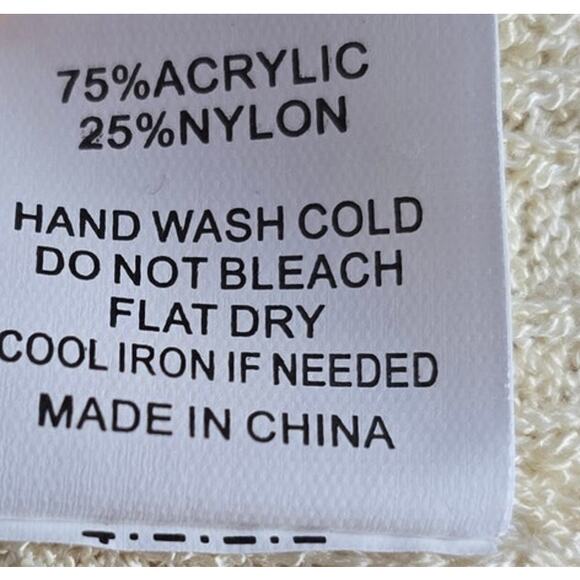 75%ACRYLIC
25%NYLON
HAND WASH COLD
DO NOT BLEACH
FLAT DRY
COOL IRON IF NEEDED
MADE IN CHINA